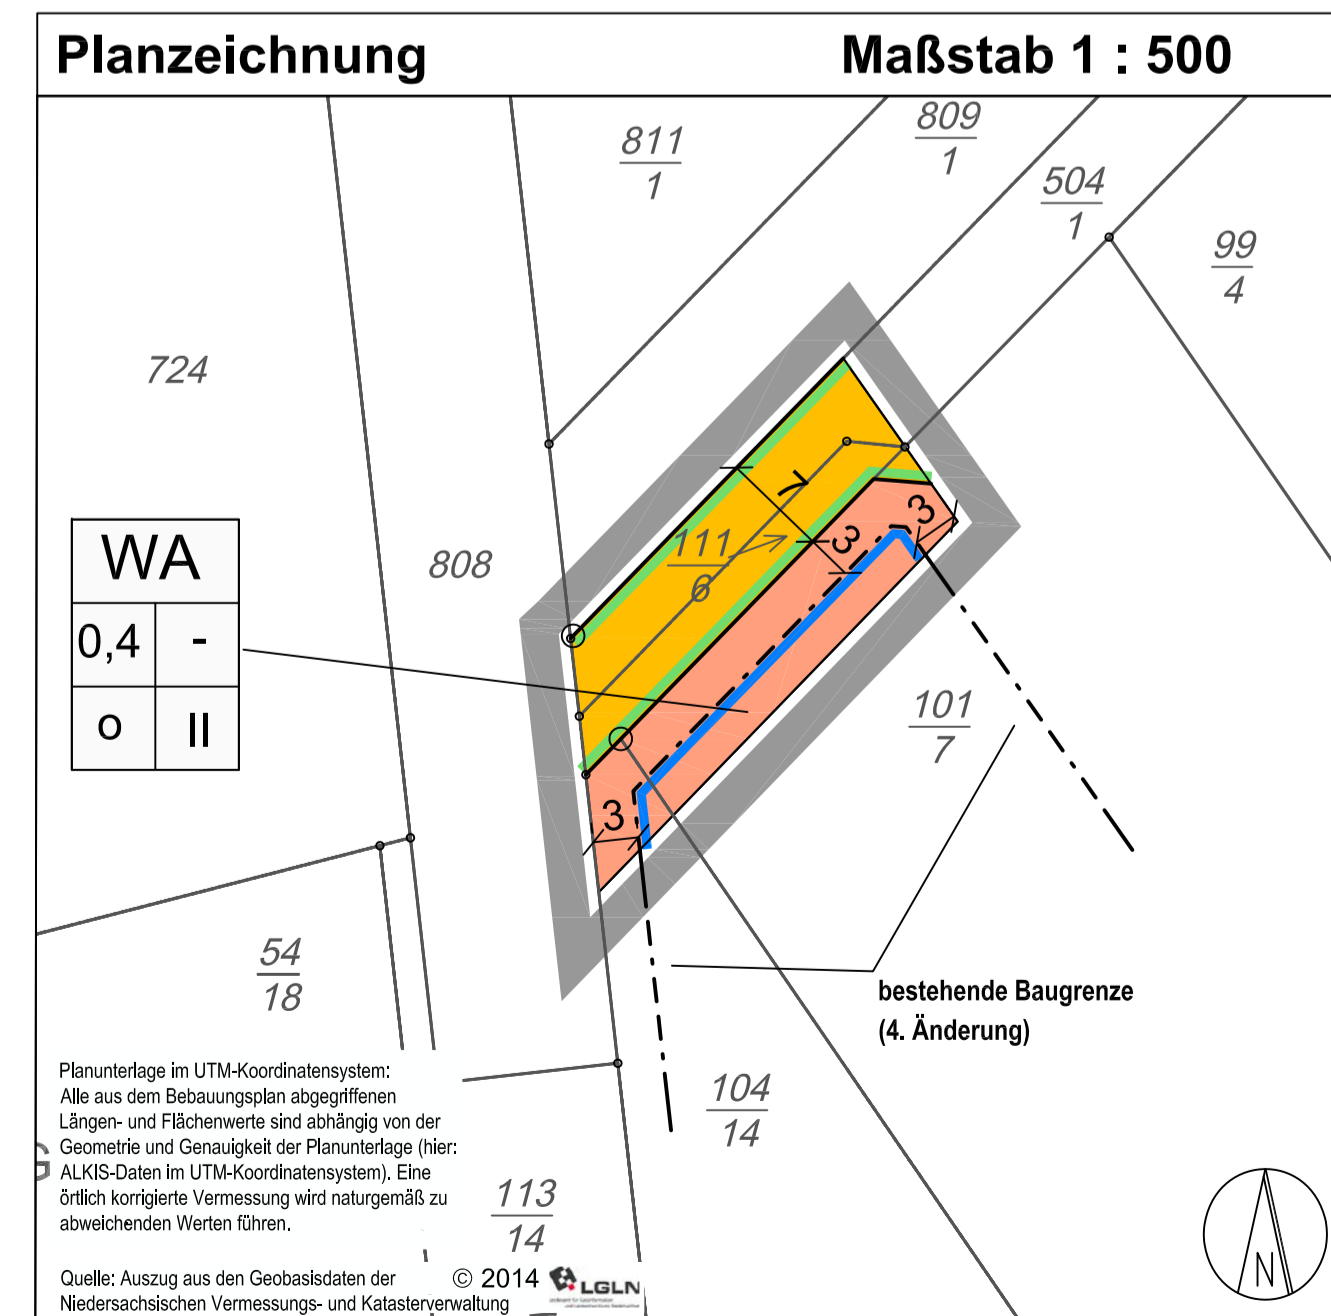 Planzeichnung
Maßstab 1 : 500
811
1
809
1
504
1
99
4
724
808
WA
0,4 -
o II
111
6
7
3
3
3
101
7
bestehende Baugrenze
(4. Änderung)
54
18
104
14
113
14
Planunterlage im UTM-Koordinatensystem:
Alle aus dem Bebauungsplan abgegriffenen
Längen- und Flächenwerte sind abhängig von der
Geometrie und Genauigkeit der Planunterlage (hier:
ALKIS-Daten im UTM-Koordinatensystem). Eine
örtlich korrigierte Vermessung wird naturgemäß zu
abweichenden Werten führen.
Quelle: Auszug aus den Geobasisdaten der
Niedersachsischen Vermessungs- und Katasterverwaltung
© 2014 LGLN
N